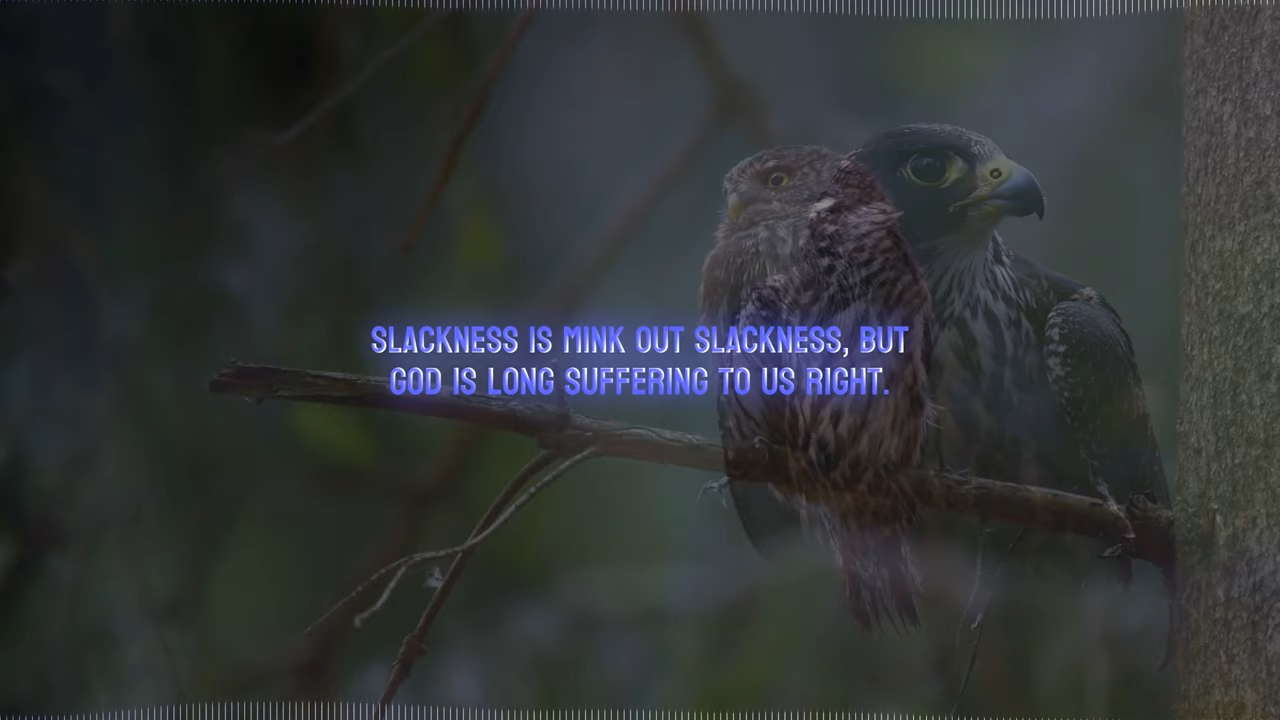 SLACKNESS IS MINK OUT SLACKNESS, BUT
GOD IS LONG SUFFERING TO US RIGHT.